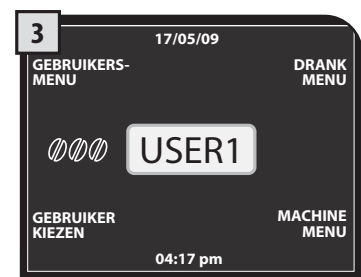 3
17/05/09
GEBRUIKERS-
MENU
DRANK
MENU
USER1
GEBRUIKER
KIEZEN
MACHINE
MENU
04:17 pm